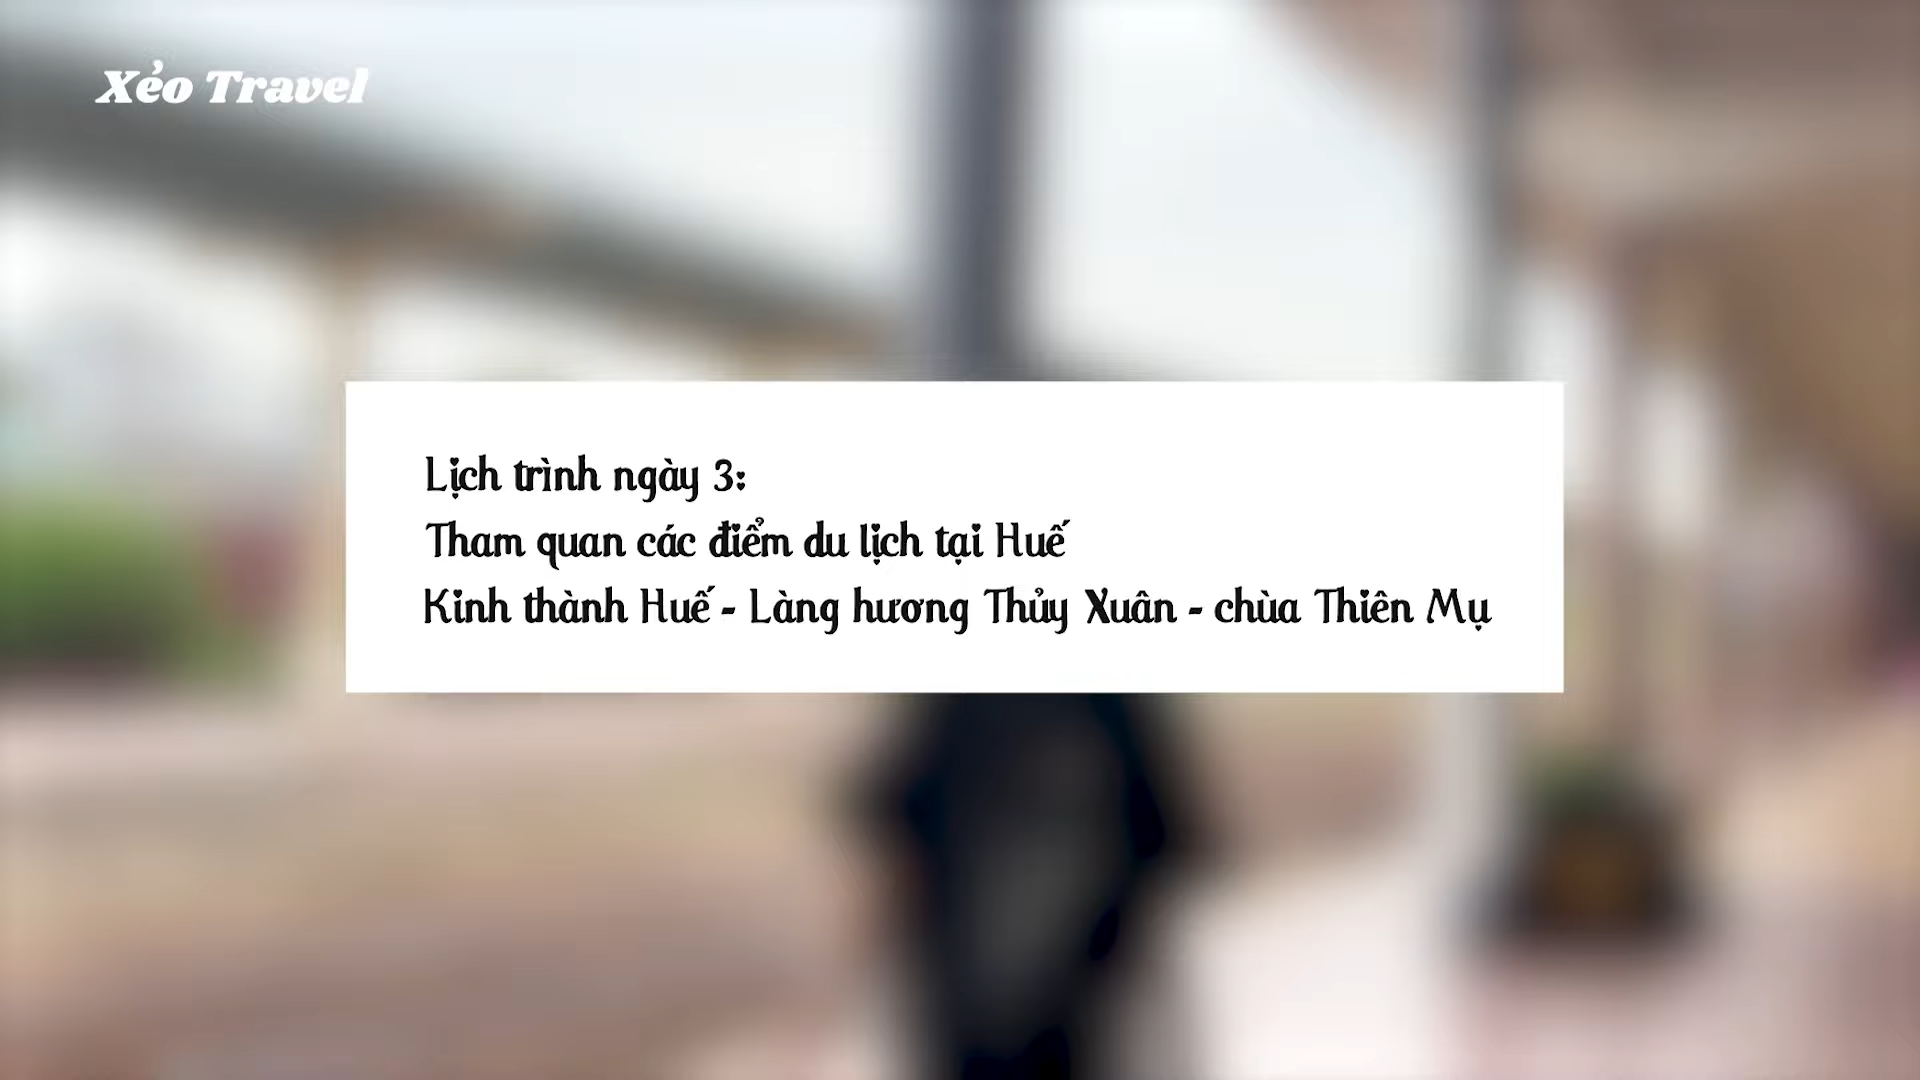 Xẻo Travel
Lịch trình ngày 3:
Tham quan các điểm du lịch tại Huế
Kinh thành Huế - Làng hương Thủy Xuân - chùa Thiên Mụ